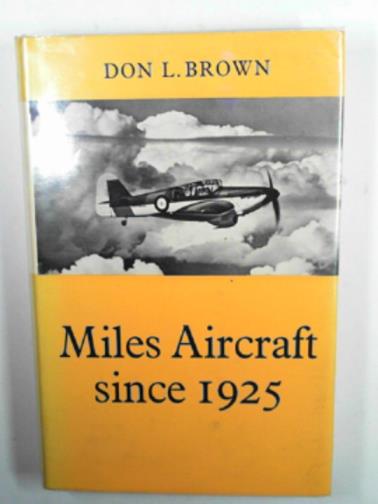 DON L. BROWN
Miles Aircraft
since 1925